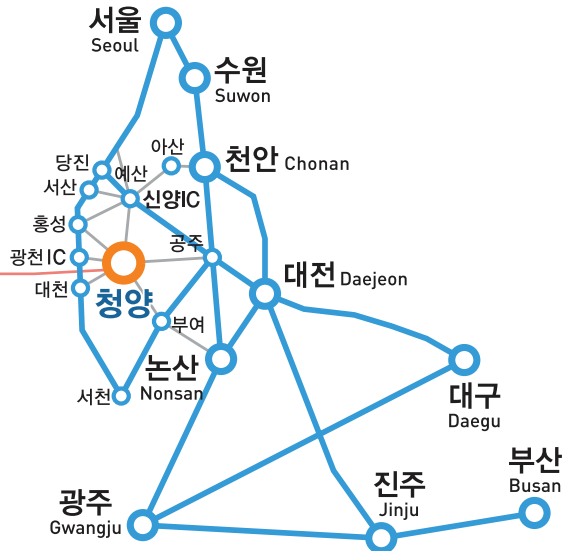 서울
Seoul
수원
Suwon
아산
천안 Chonan
당진
예산
서산
신양IC
홍성
공주
광천IC
대전 Daejeon
대천
청양
부여
논산
Nonsan
서천
대구
Daegu
부산
Busan
진주
Jinju
광주
Gwangju